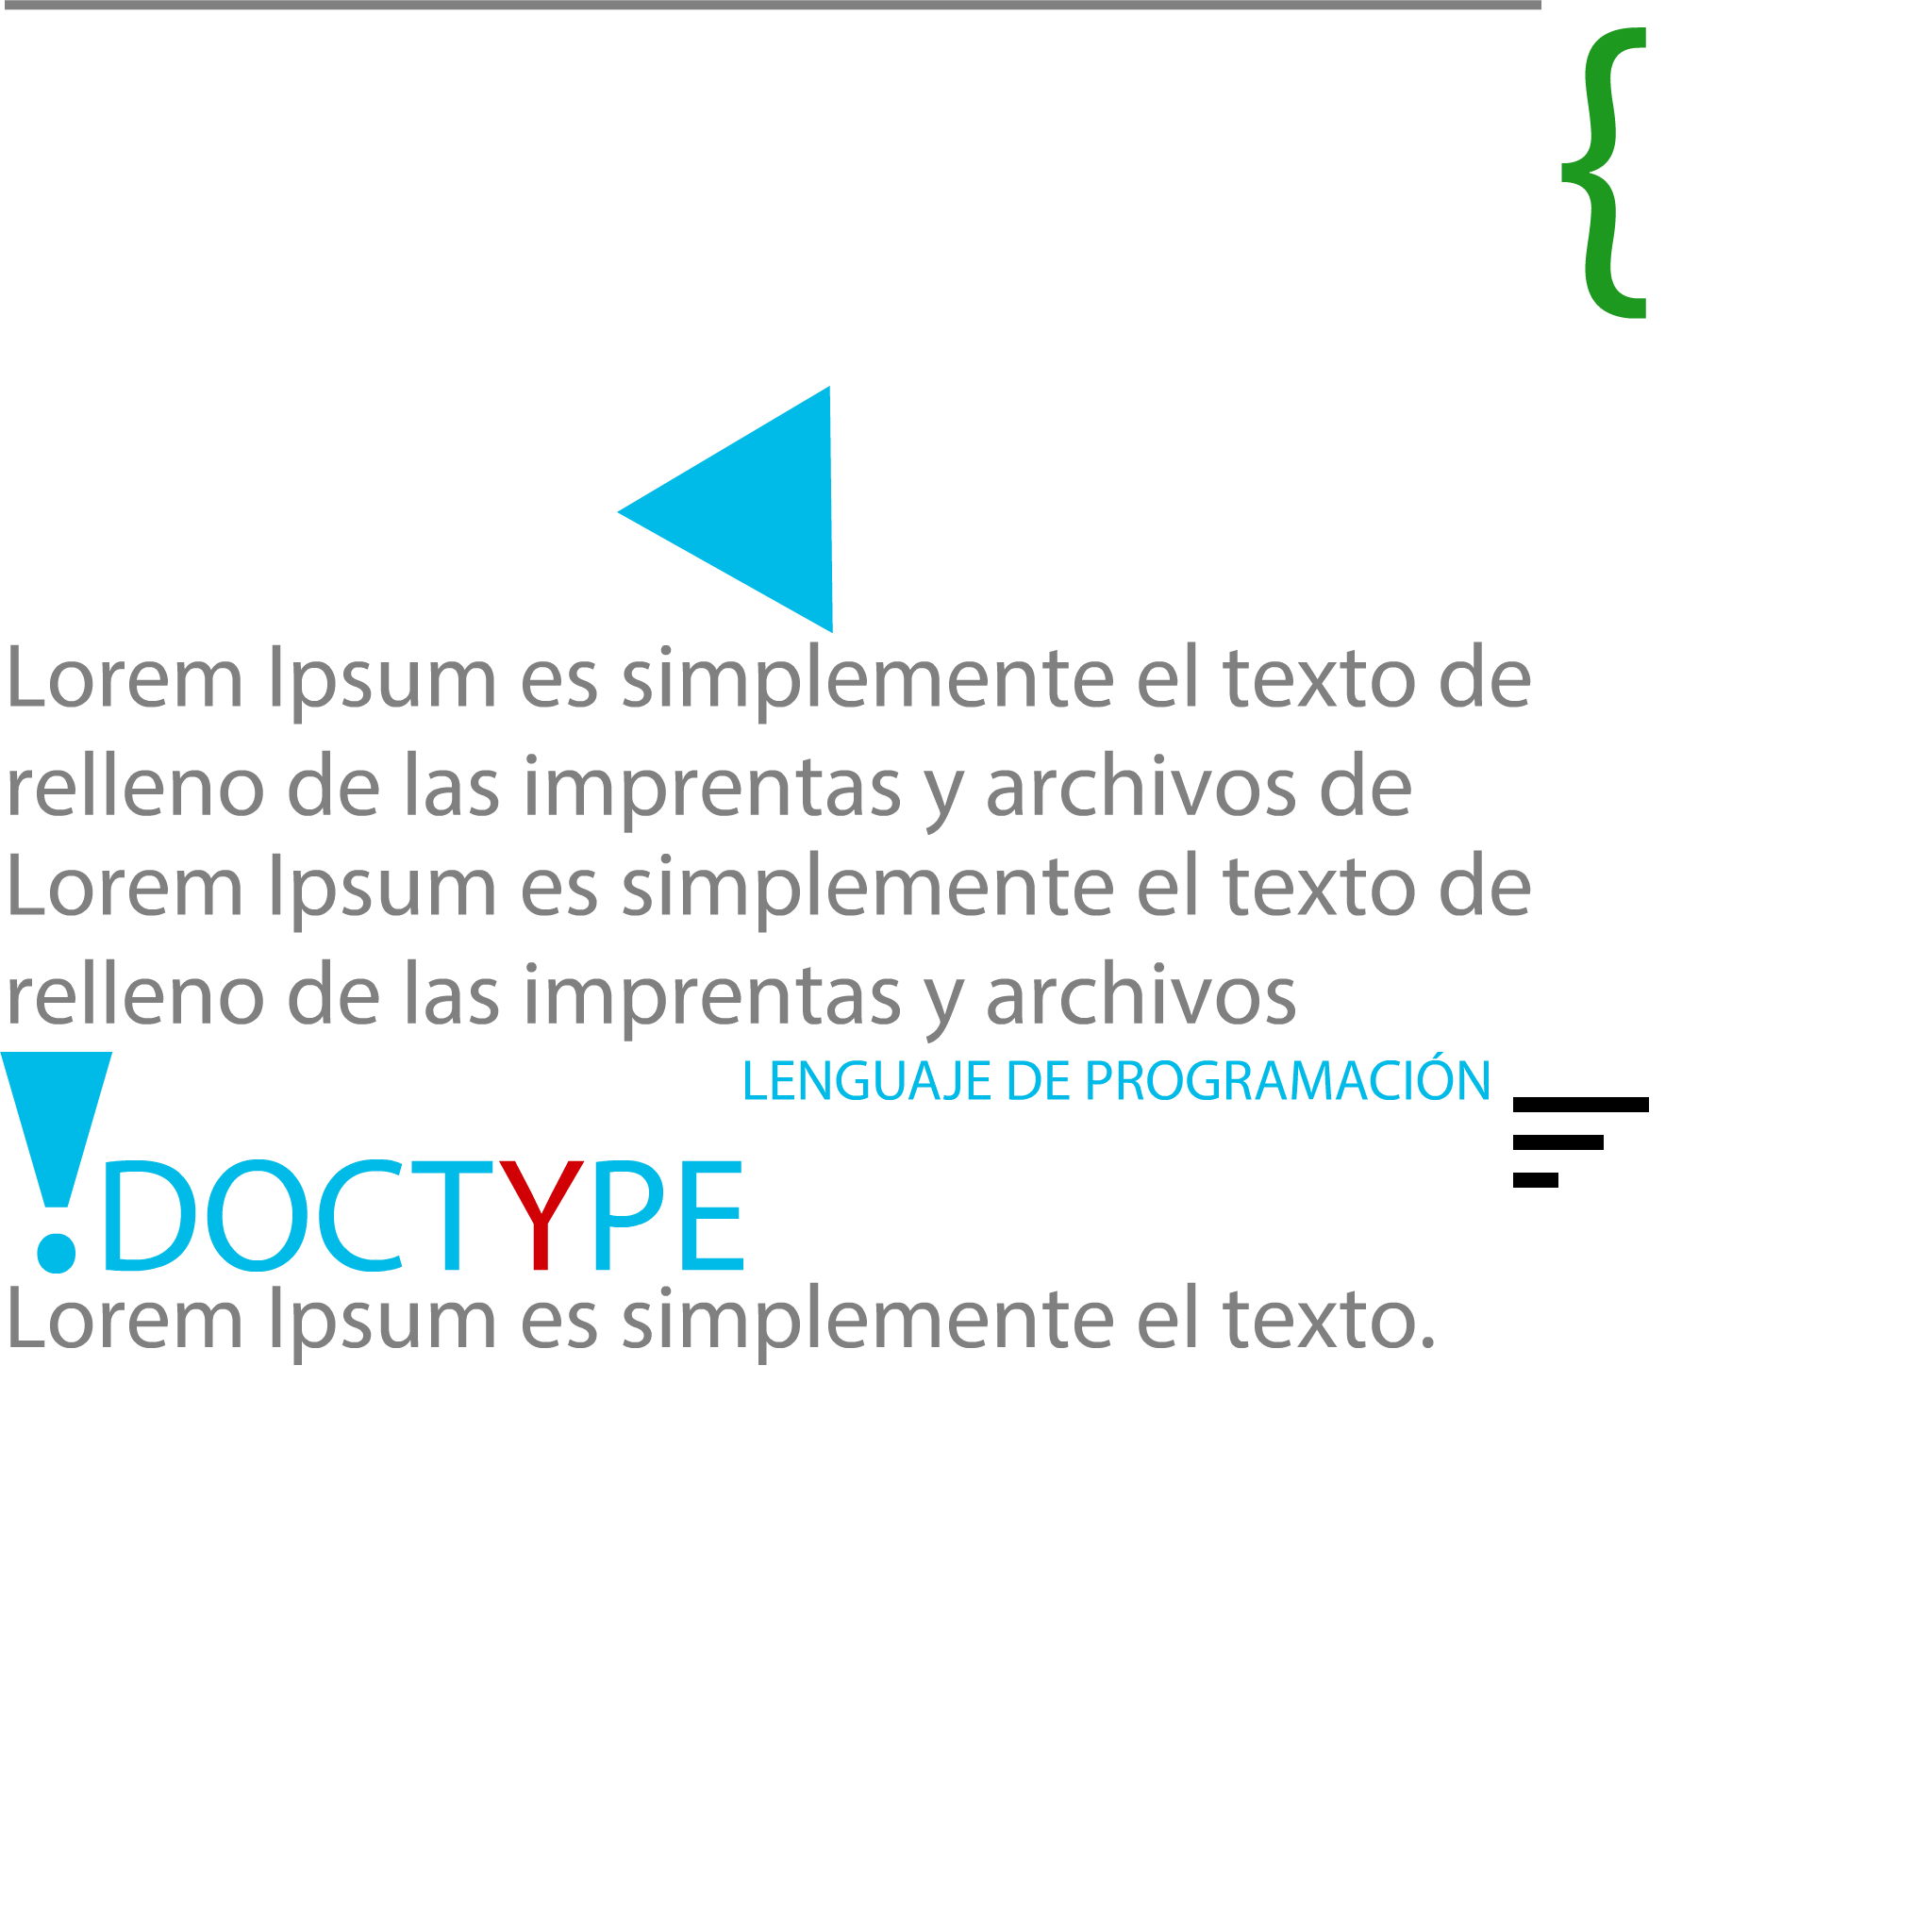 {
Lorem Ipsum es simplemente el texto de
relleno de las imprentas y archivos de
Lorem Ipsum es simplemente el texto de
relleno de las imprentas y archivos
LENGUAJE DE PROGRAMACIÓN
!DOCTYPE
Lorem Ipsum es simplemente el texto.